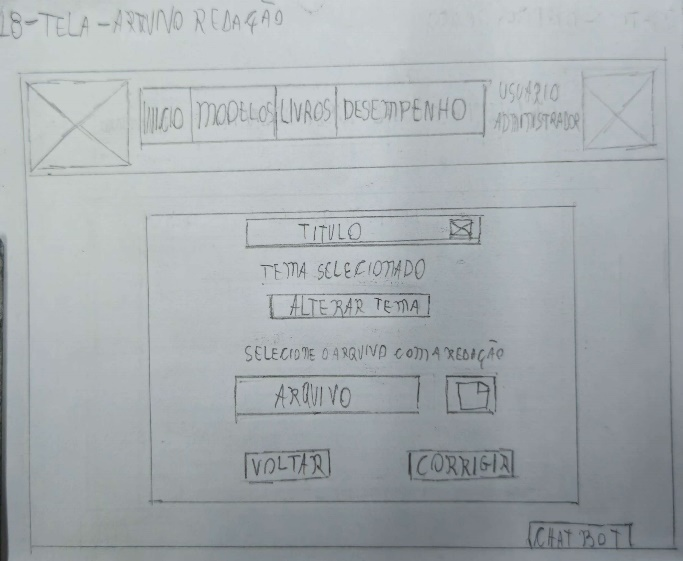 18-TELA-ARQUIVO REDAÇÃO
INICIO MODELOS LIVROS DESEMPENHO USUÁRIO
ADMINISTRADOR
TITULO
TEMA SELECIONADO
ALTERAR TEMA
SELECIONE O ARQUIVO COM A REDAÇÃO
ARQUIVO
VOLTAR CORRIGIR
CHAT BOT